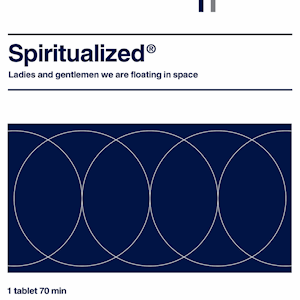 Spiritualized®
Ladies and gentlemen we are floating in space
1 tablet 70 min